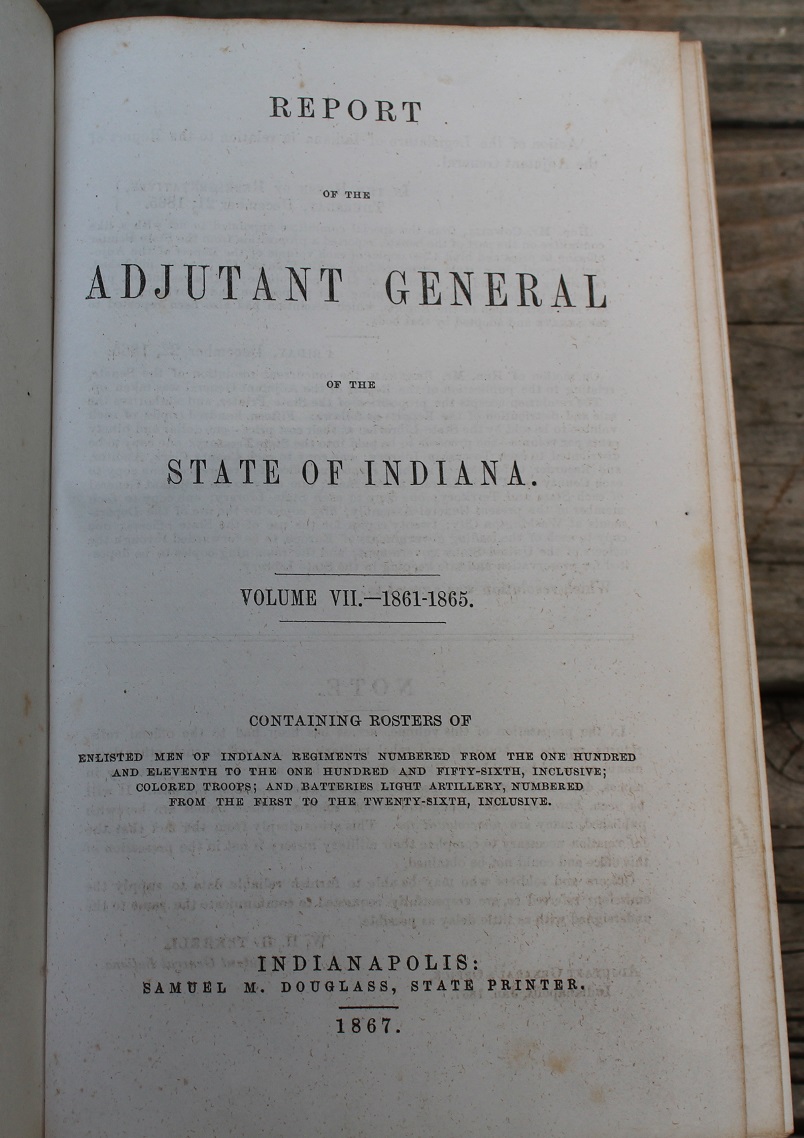 REPORT
OF THE
ADJUTANT GENERAL
OF THE
STATE OF INDIANA.
VOLUME VII.—1861-1865.
CONTAINING ROSTERS OF
ENLISTED MEN OF INDIANA REGIMENTS NUMBERED FROM THE ONE HUNDRED
AND ELEVENTH TO THE ONE HUNDRED AND FIFTY-SIXTH, INCLUSIVE;
COLORED TROOPS; AND BATTERIES LIGHT ARTILLERY, NUMBERED
FROM THE FIRST TO THE TWENTY-SIXTH, INCLUSIVE.
INDIANAPOLIS:
SAMUEL M. DOUGLASS, STATE PRINTER.
1867.